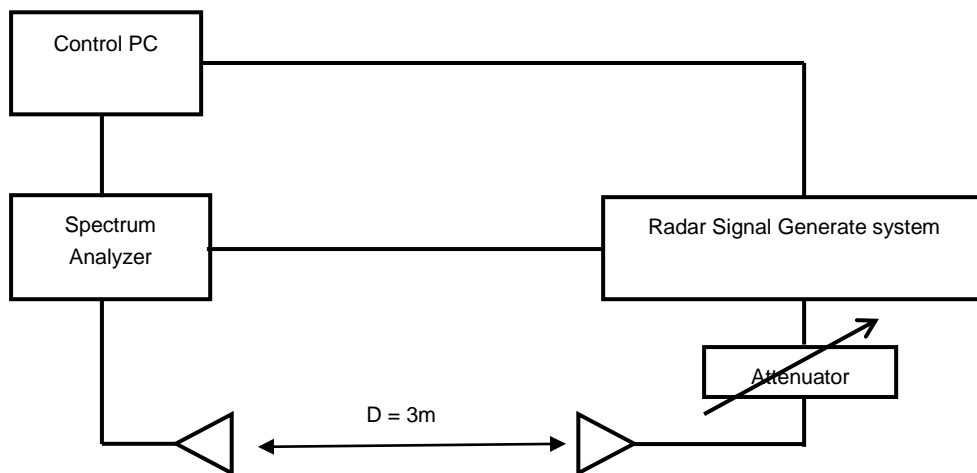 Control PC
Spectrum
Analyzer
Radar Signal Generate system
Attenuator
D = 3m